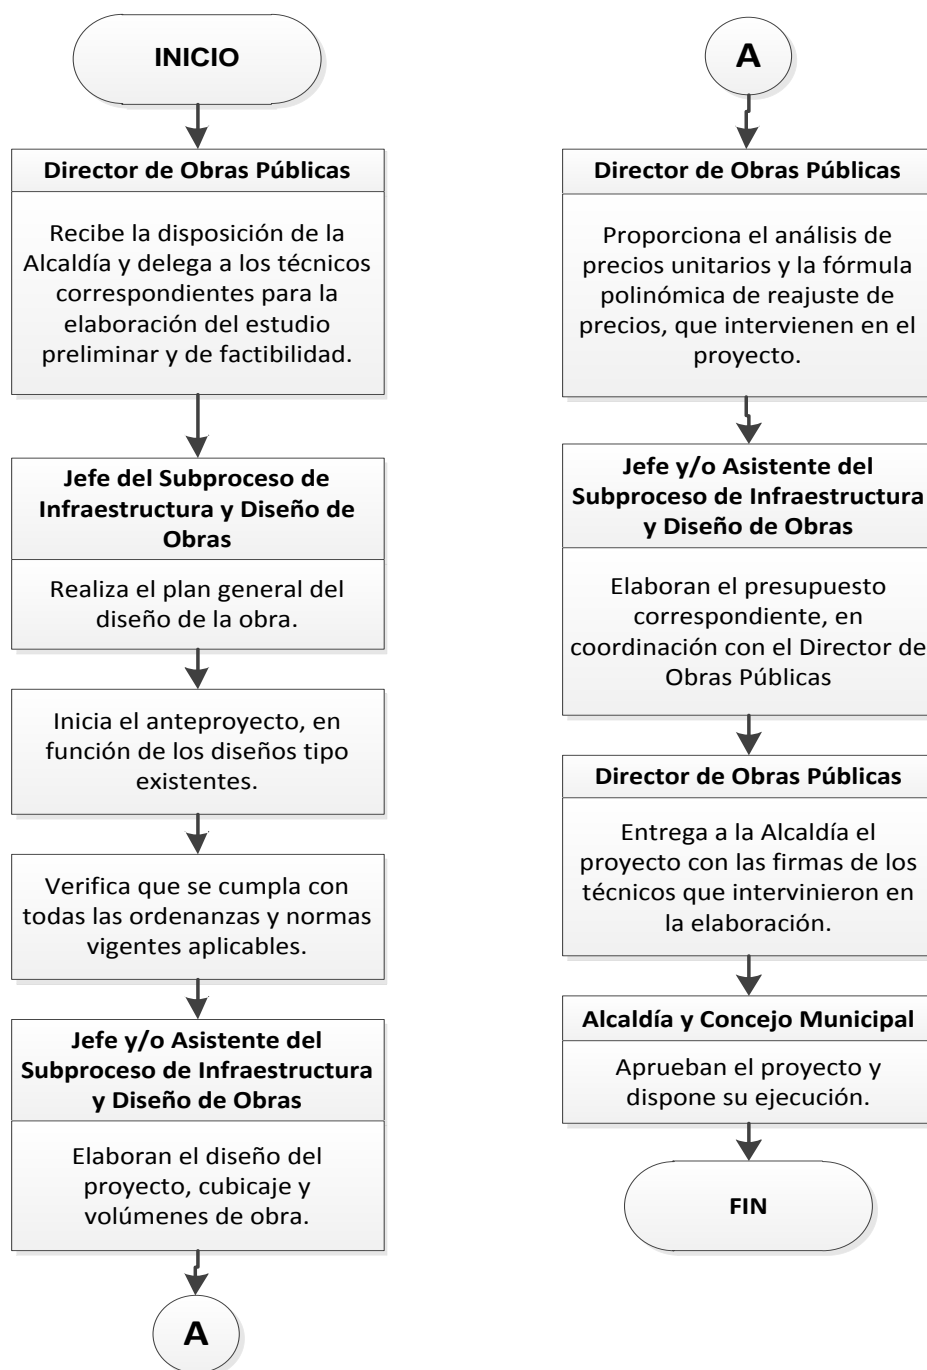 INICIO
Director de Obras Públicas
Recibe la disposición de la
Alcaldía y delega a los técnicos
correspondientes para la
elaboración del estudio
preliminar y de factibilidad.
Jefe del Subproceso de
Infraestructura y Diseño de
Obras
Realiza el plan general del
diseño de la obra.
Inicia el anteproyecto, en
función de los diseños tipo
existentes.
Verifica que se cumpla con
todas las ordenanzas y normas
vigentes aplicables.
Jefe y/o Asistente del
Subproceso de Infraestructura
y Diseño de Obras
Elaboran el diseño del
proyecto, cubicaje y
volúmenes de obra.
A
A
Director de Obras Públicas
Proporciona el análisis de
precios unitarios y la fórmula
polinómica de reajuste de
precios, que intervienen en el
proyecto.
Jefe y/o Asistente del
Subproceso de Infraestructura
y Diseño de Obras
Elaboran el presupuesto
correspondiente, en
coordinación con el Director de
Obras Públicas
Director de Obras Públicas
Entrega a la Alcaldía el
proyecto con las firmas de los
técnicos que intervinieron en
la elaboración.
Alcaldía y Concejo Municipal
Aprueban el proyecto y
dispone su ejecución.
FIN